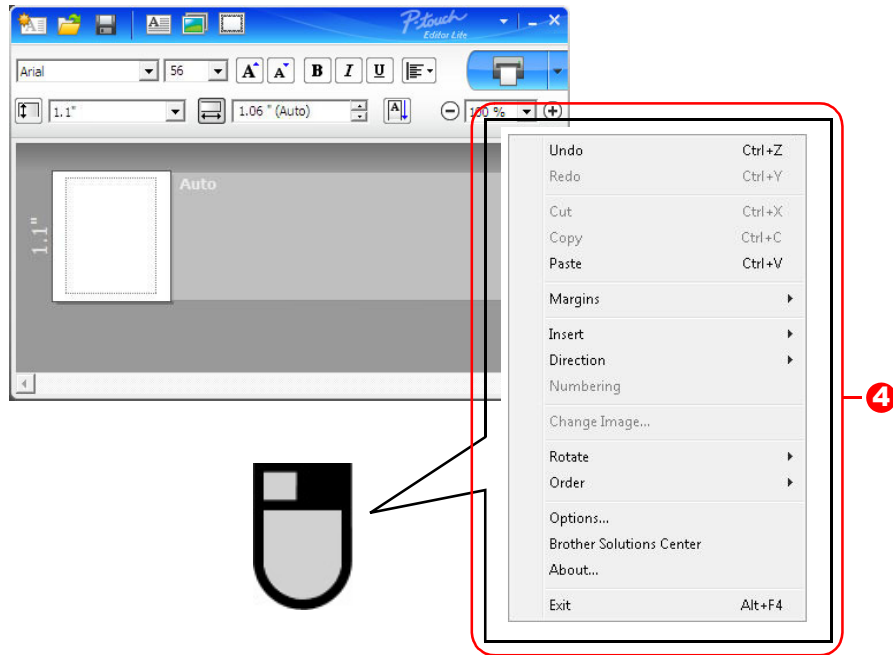 P-touch
Editor Lite
Arial 56 A A B I U
1.1" 1.06 " (Auto) A 100 %
Auto
1.1"
Undo Ctrl+Z
Redo Ctrl+Y
Cut Ctrl+X
Copy Ctrl+C
Paste Ctrl+V
Margins
Insert
Direction
Numbering
Change Image...
Rotate
Order
Options...
Brother Solutions Center
About...
Exit Alt+F4
4